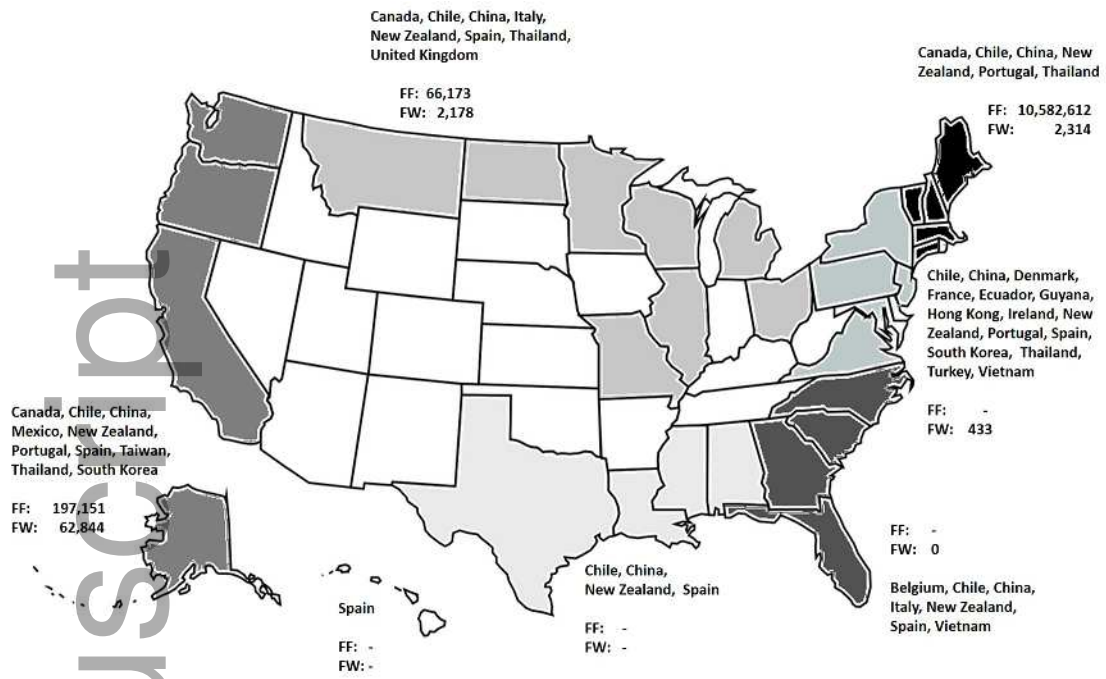 Canada, Chile, China, Italy,
New Zealand, Spain, Thailand,
United Kingdom
FF: 66,173
FW: 2,178
Canada, Chile, China, New
Zealand, Portugal, Thailand
FF: 10,582,612
FW: 2,314
Chile, China, Denmark,
France, Ecuador, Guyana,
Hong Kong, Ireland, New
Zealand, Portugal, Spain,
South Korea, Thailand,
Turkey, Vietnam
FF: -
FW: 433
Canada, Chile, China,
Mexico, New Zealand,
Portugal, Spain, Taiwan,
Thailand, South Korea
FF: 197,151
FW: 62,844
FF: -
FW: 0
Belgium, Chile, China,
Italy, New Zealand,
Spain, Vietnam
Chile, China,
New Zealand, Spain
FF: -
FW: -
Spain
FF: -
FW: -